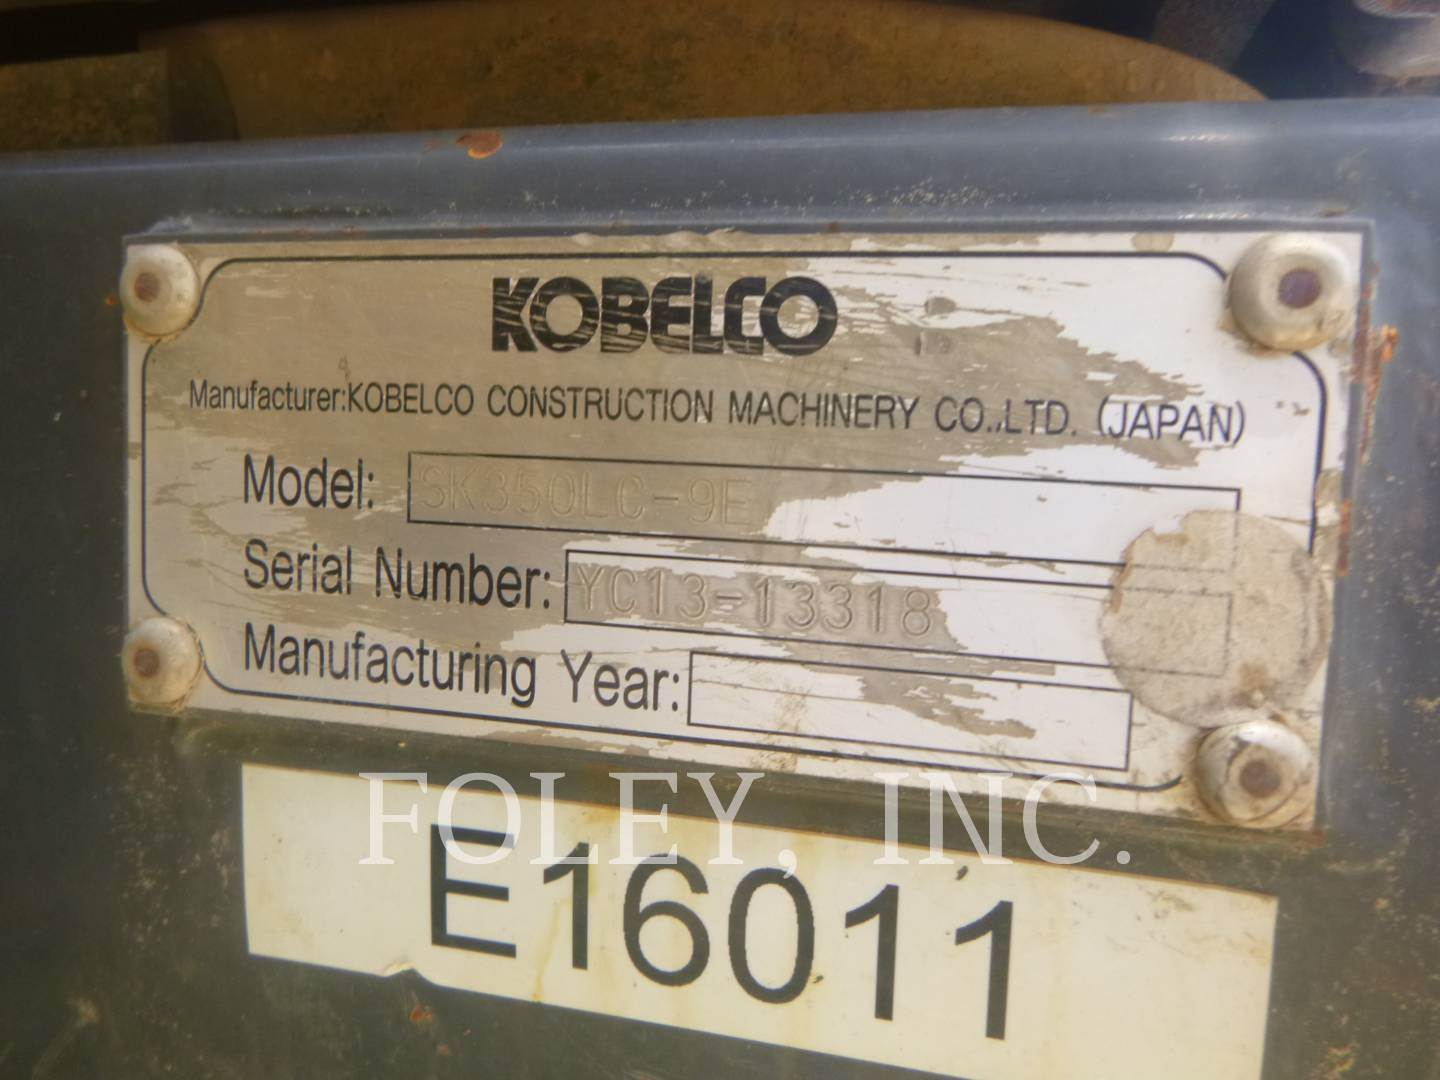 KOBELCO
Manufacturer:KOBELCO CONSTRUCTION MACHINERY CO.,LTD. (JAPAN)
Model: SK350LC-9E
Serial Number: YC13-13318
Manufacturing Year:
FOLEY, INC.
E16011